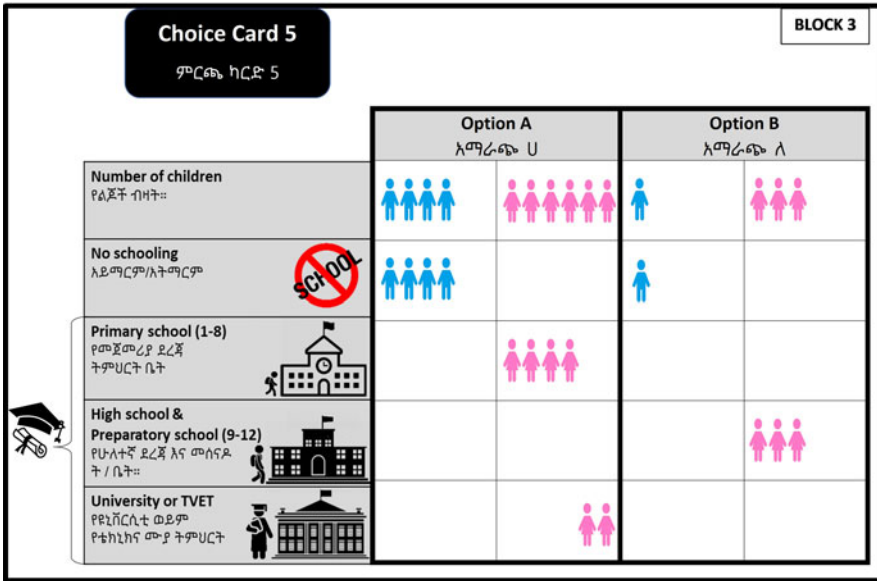 Choice Card 5
ምርጫ ካርድ 5
BLOCK 3
Option A
አማራጭ ሀ
Option B
አማራጭ ለ
Number of children
የልጆች ብዛት።
No schooling
አይማርም/አትማርም
SCHOOL
Primary school (1-8)
የመጀመሪያ ደረጃ
ትምህርት ቤት
High school &
Preparatory school (9-12)
የሁለተኛ ደረጃ እና መሰናዶ
ት / ቤት።
University or TVET
የዩኒቨርሲቲ ወይም
የቴክኒክና ሙያ ትምህርት